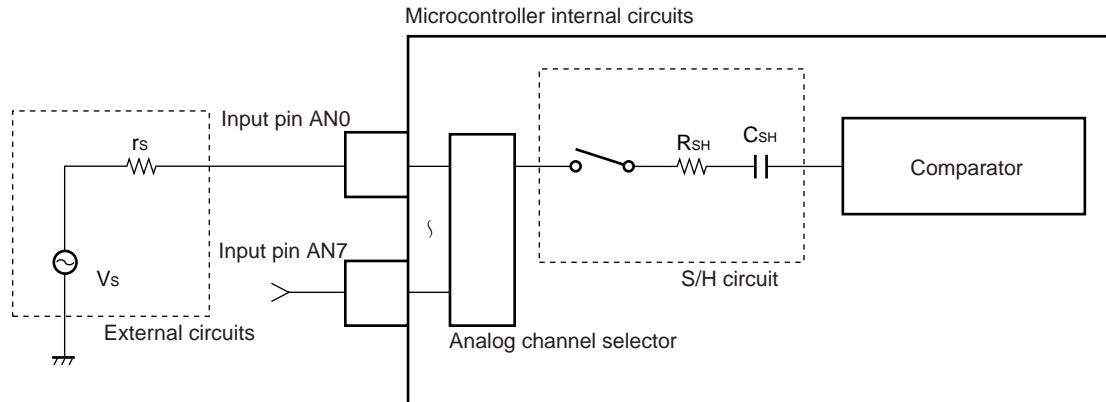 Microcontroller internal circuits
Input pin AN0
rS
RSH
CSH
Comparator
Input pin AN7
VS
S/H circuit
External circuits
Analog channel selector